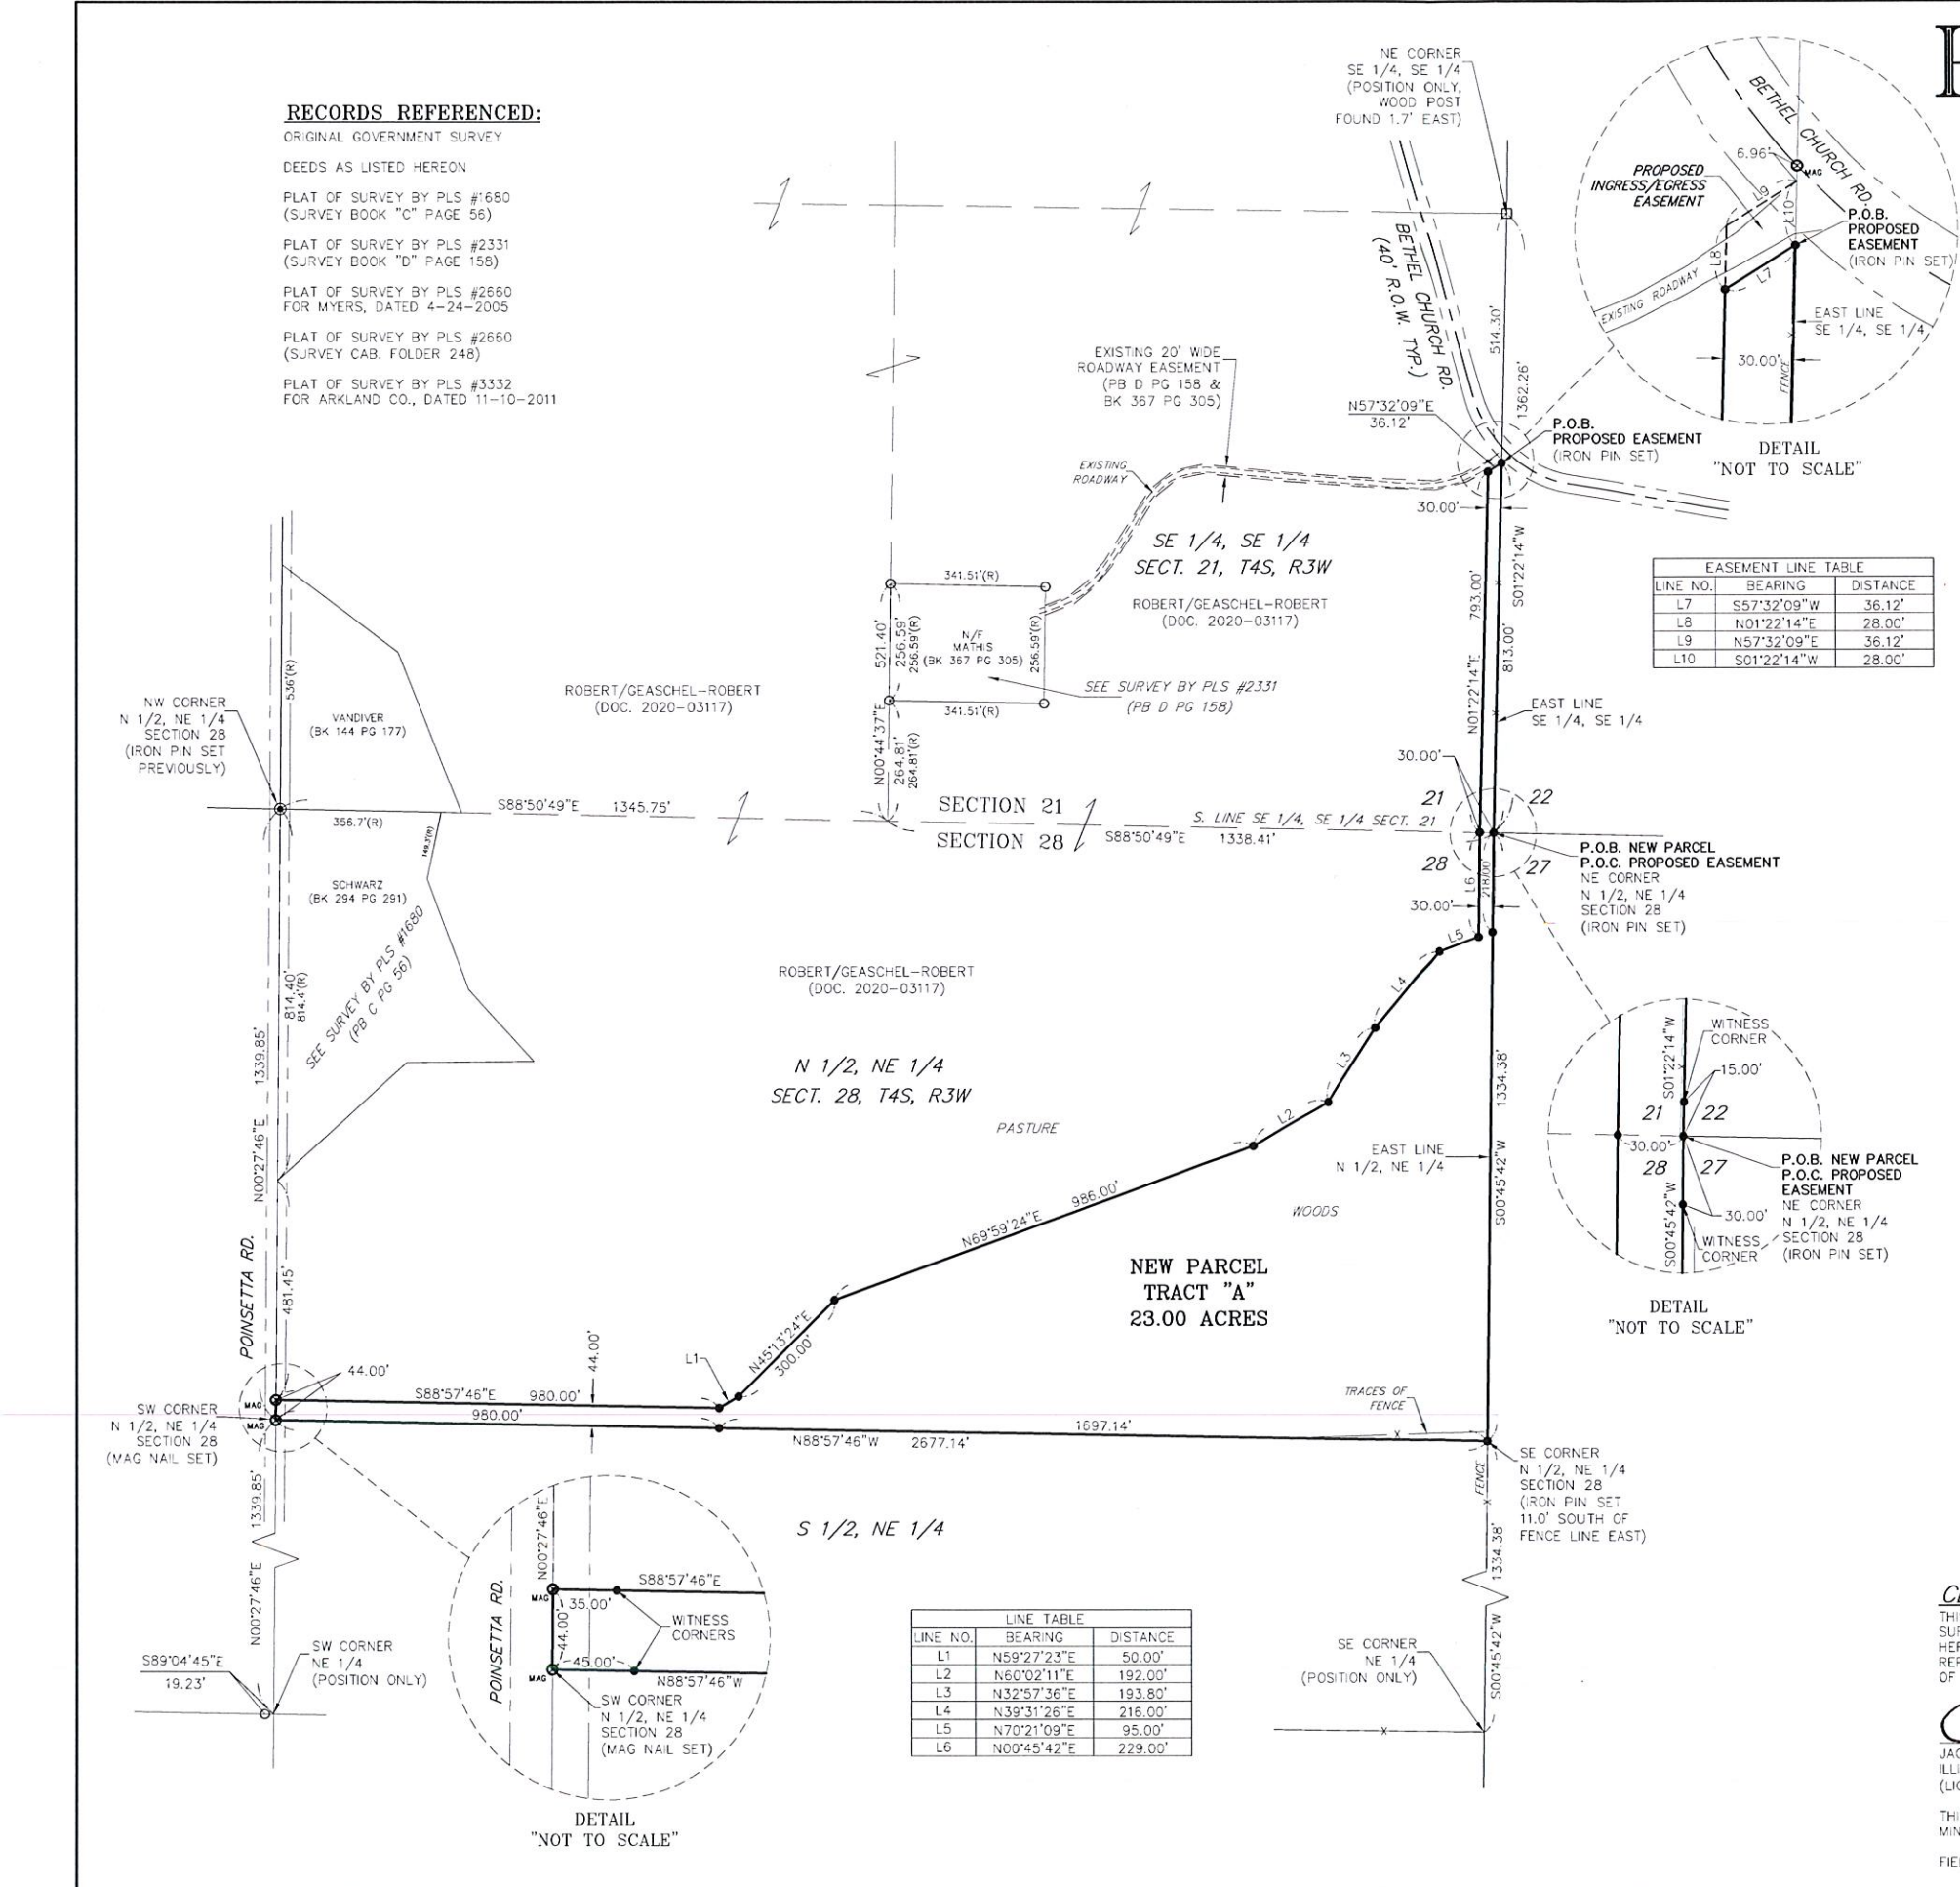 RECORDS REFERENCED:
ORIGINAL GOVERNMENT SURVEY
DEEDS AS LISTED HEREON
PLAT OF SURVEY BY PLS #1680
(SURVEY BOOK "C" PAGE 56)
PLAT OF SURVEY BY PLS #2331
(SURVEY BOOK "D" PAGE 158)
PLAT OF SURVEY BY PLS #2660
FOR MYERS, DATED 4-24-2005
PLAT OF SURVEY BY PLS #2660
(SURVEY CAB. FOLDER 248)
PLAT OF SURVEY BY PLS #3332
FOR ARKLAND CO., DATED 11-10-2011
NE CORNER
SE 1/4, SE 1/4
(POSITION ONLY,
WOOD POST
FOUND 1.7' EAST)
BETHEL CHURCH RD.
(40' R.O.W. TYP.)
514.30'
1362.26'
BETHEL CHURCH RD.
6.96'
MAG
PROPOSED
INGRESS/EGRESS
EASEMENT
L9
L10
L8
L7
P.O.B.
PROPOSED
EASEMENT
(IRON PIN SET)
EXISTING ROADWAY
EAST LINE
SE 1/4, SE 1/4
30.00'
FENCE
DETAIL
"NOT TO SCALE"
EXISTING 20' WIDE
ROADWAY EASEMENT
(PB D PG 158 &
BK 367 PG 305)
N57°32'09"E
36.12'
P.O.B.
PROPOSED EASEMENT
(IRON PIN SET)
EXISTING
ROADWAY
30.00'
SE 1/4, SE 1/4
SECT. 21, T4S, R3W
ROBERT/GEASCHEL-ROBERT
(DOC. 2020-03117)
S01°22'14"W
813.00'
793.00'
N01°22'14"E
EASEMENT LINE TABLE
LINE NO. BEARING DISTANCE
L7 S57°32'09"W 36.12'
L8 N01°22'14"E 28.00'
L9 N57°32'09"E 36.12'
L10 S01°22'14"W 28.00'
341.51'(R)
521.40'
256.59'
256.59'(R)
N/F
MATHIS
(BK 367 PG 305)
256.59'(R)
341.51'(R)
SEE SURVEY BY PLS #2331
(PB D PG 158)
N00°44'37"E
264.81'
264.81'(R)
ROBERT/GEASCHEL-ROBERT
(DOC. 2020-03117)
536'(R)
VANDIVER
(BK 144 PG 177)
NW CORNER
N 1/2, NE 1/4
SECTION 28
(IRON PIN SET
PREVIOUSLY)
EAST LINE
SE 1/4, SE 1/4
30.00'
356.7'(R)
S88°50'49"E 1345.75'
SECTION 21
SECTION 28
S. LINE SE 1/4, SE 1/4 SECT. 21
S88°50'49"E 1338.41'
21
22
28
27
P.O.B. NEW PARCEL
P.O.C. PROPOSED EASEMENT
NE CORNER
N 1/2, NE 1/4
SECTION 28
(IRON PIN SET)
L6
218.00'
30.00'
L5
L4
L3
L2
SCHWARZ
(BK 294 PG 291)
SEE SURVEY BY PLS #1680
(PB C PG 56)
814.40'
814.4'(R)
1339.85'
N00°27'46"E
ROBERT/GEASCHEL-ROBERT
(DOC. 2020-03117)
N 1/2, NE 1/4
SECT. 28, T4S, R3W
PASTURE
1334.38'
S00°45'42"W
EAST LINE
N 1/2, NE 1/4
WOODS
S01°22'14"W
WITNESS
CORNER
15.00'
21
22
30.00'
28
27
P.O.B. NEW PARCEL
P.O.C. PROPOSED
EASEMENT
NE CORNER
N 1/2, NE 1/4
SECTION 28
(IRON PIN SET)
30.00'
WITNESS
CORNER
S00°45'42"W
DETAIL
"NOT TO SCALE"
N69°59'24"E 986.00'
NEW PARCEL
TRACT "A"
23.00 ACRES
POINSETTA RD.
481.45'
44.00'
44.00'
L1
N45°13'24"E
300.00'
S88°57'46"E 980.00'
MAG
MAG
980.00'
N88°57'46"W 2677.14'
1697.14'
TRACES OF
FENCE
SW CORNER
N 1/2, NE 1/4
SECTION 28
(MAG NAIL SET)
SE CORNER
N 1/2, NE 1/4
SECTION 28
(IRON PIN SET
11.0' SOUTH OF
FENCE LINE EAST)
FENCE
1334.38'
S00°45'42"W
1339.85'
N00°27'46"E
S 1/2, NE 1/4
N00°27'46"E
S88°57'46"E
MAG
35.00'
44.00'
WITNESS
CORNERS
45.00'
MAG
N88°57'46"W
POINSETTA RD.
SW CORNER
N 1/2, NE 1/4
SECTION 28
(MAG NAIL SET)
DETAIL
"NOT TO SCALE"
S89°04'45"E
19.23'
SW CORNER
NE 1/4
(POSITION ONLY)
LINE TABLE
LINE NO. BEARING DISTANCE
L1 N59°27'23"E 50.00'
L2 N60°02'11"E 192.00'
L3 N32°57'36"E 193.80'
L4 N39°31'26"E 216.00'
L5 N70°21'09"E 95.00'
L6 N00°45'42"E 229.00'
SE CORNER
NE 1/4
(POSITION ONLY)
OF